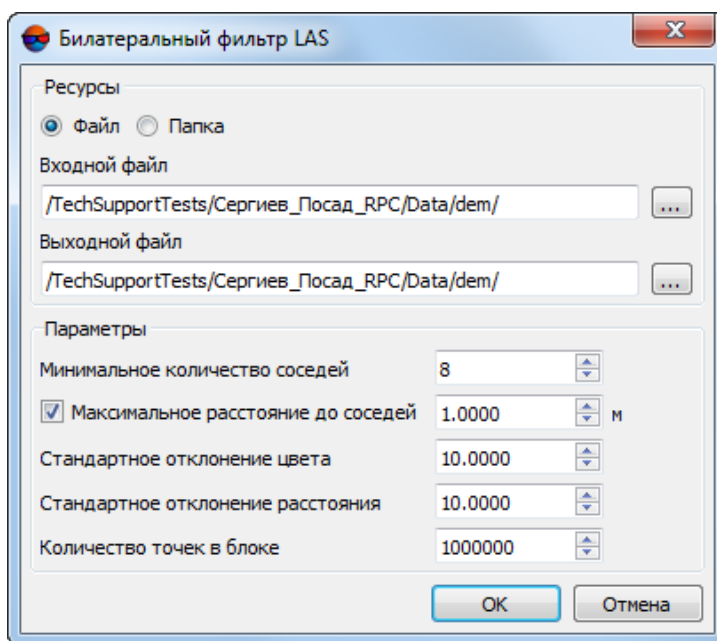 Билатеральный фильтр LAS
Ресурсы
Файл Папка
Входной файл
/TechSupportTests/Сергиев_Посад_RPC/Data/dem/ ...
Выходной файл
/TechSupportTests/Сергиев_Посад_RPC/Data/dem/ ...
Параметры
Минимальное количество соседей 8
Максимальное расстояние до соседей 1.0000 м
Стандартное отклонение цвета 10.0000
Стандартное отклонение расстояния 10.0000
Количество точек в блоке 1000000
OK Отмена